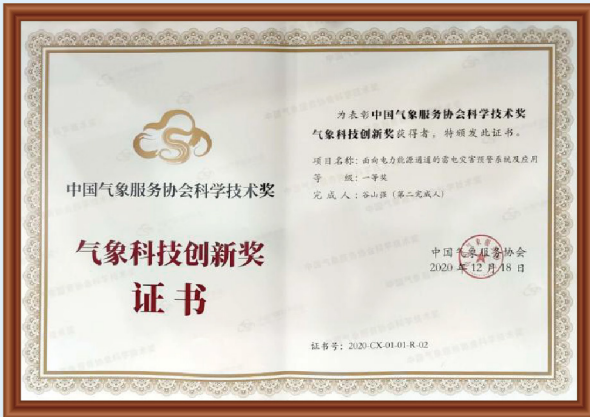 中国气象服务协会科学技术奖
气象科技创新奖
证书
为表彰中国气象服务协会科学技术奖
气象科技创新奖获得者，特颁发此证书。
项目名称：面向电力能源通道的雷电灾害预警系统及应用
等 级：一等奖
完成人：谷山强（第二完成人）
中国气象服务协会
2020年12月18日
证书号：2020-CX-01-01-R-02